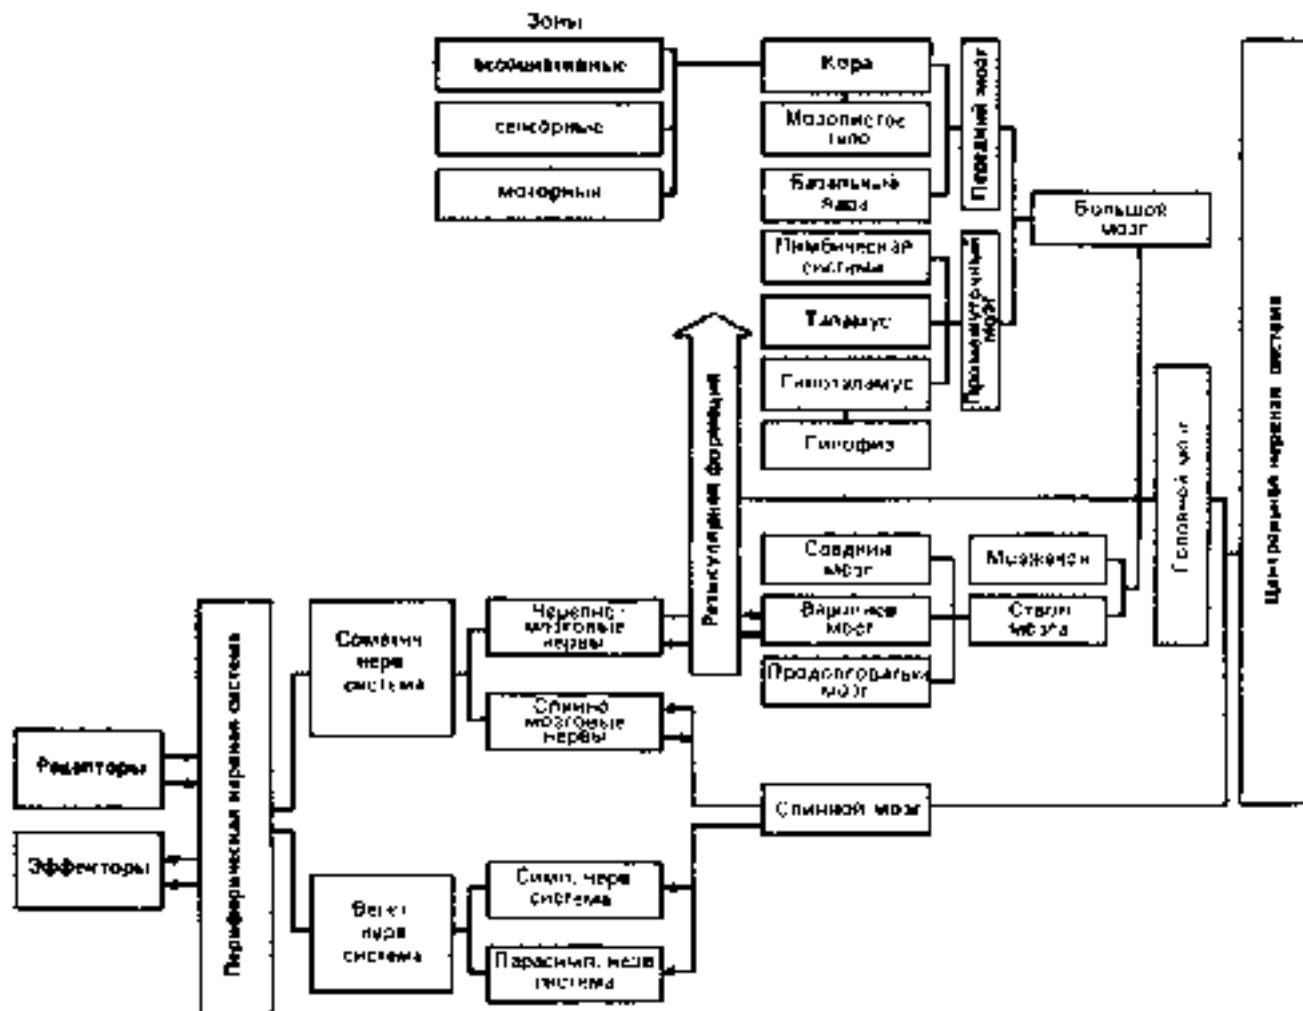 Зоны
ассоциативные
сенсорные
моторные
Кора
Мозолистое
тело
Базальные
ядра
Лимбическая
система
Таламус
Гипоталамус
Гипофиз
Передний мозг
Промежуточный
мозг
Большой
мозг
Ретикулярная формация
Средний
мозг
Варолиев
мост
Продолговатый
мозг
Мозжечок
Ствол
мозга
Головной мозг
Центральная нервная система
Спинной мозг
Черепно-
мозговые
нервы
Спинно
мозговые
нервы
Симп. нерв
система
Парасимп. нерв
система
Соматич
нерв
система
Вегет
нерв
система
Периферическая нервная система
Рецепторы
Эффекторы